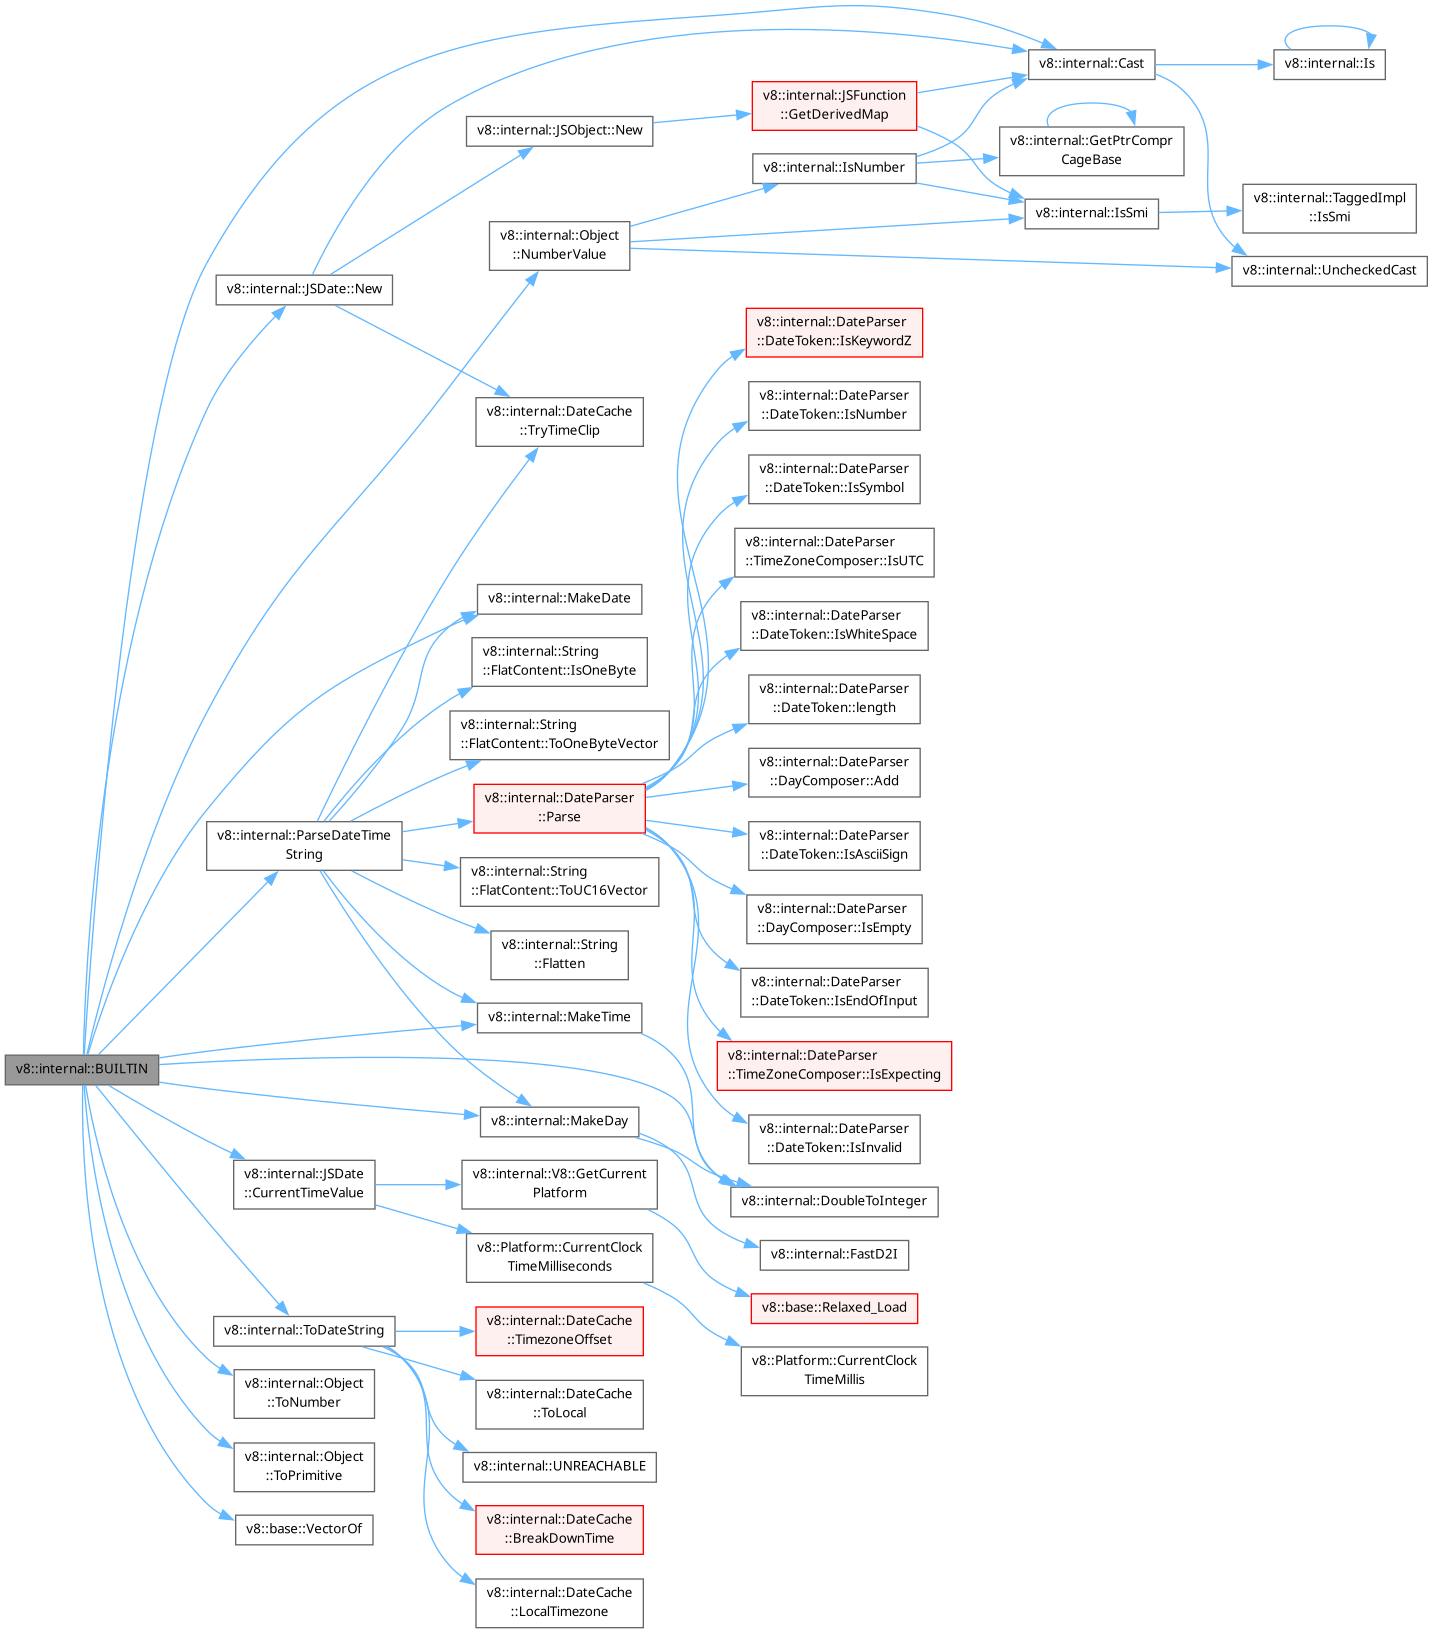 v8::internal::BUILTIN
v8::internal::JSDate::New
v8::internal::ParseDateTime
String
v8::internal::JSDate
::CurrentTimeValue
v8::internal::ToDateString
v8::internal::Object
::ToNumber
v8::internal::Object
::ToPrimitive
v8::base::VectorOf
v8::internal::JSObject::New
v8::internal::Object
::NumberValue
v8::internal::DateCache
::TryTimeClip
v8::internal::MakeDate
v8::internal::String
::FlatContent::IsOneByte
v8::internal::String
::FlatContent::ToOneByteVector
v8::internal::DateParser
::Parse
v8::internal::String
::FlatContent::ToUC16Vector
v8::internal::String
::Flatten
v8::internal::MakeTime
v8::internal::MakeDay
v8::internal::V8::GetCurrent
Platform
v8::Platform::CurrentClock
TimeMilliseconds
v8::internal::DateCache
::TimezoneOffset
v8::internal::DateCache
::ToLocal
v8::internal::UNREACHABLE
v8::internal::DateCache
::BreakDownTime
v8::internal::DateCache
::LocalTimezone
v8::internal::JSFunction
::GetDerivedMap
v8::internal::IsNumber
v8::internal::DateParser
::DateToken::IsKeywordZ
v8::internal::DateParser
::DateToken::IsNumber
v8::internal::DateParser
::DateToken::IsSymbol
v8::internal::DateParser
::TimeZoneComposer::IsUTC
v8::internal::DateParser
::DateToken::IsWhiteSpace
v8::internal::DateParser
::DateToken::length
v8::internal::DateParser
::DayComposer::Add
v8::internal::DateParser
::DateToken::IsAsciiSign
v8::internal::DateParser
::DayComposer::IsEmpty
v8::internal::DateParser
::DateToken::IsEndOfInput
v8::internal::DateParser
::TimeZoneComposer::IsExpecting
v8::internal::DateParser
::DateToken::IsInvalid
v8::internal::DoubleToInteger
v8::internal::FastD2I
v8::base::Relaxed_Load
v8::Platform::CurrentClock
TimeMillis
v8::internal::Cast
v8::internal::GetPtrCompr
CageBase
v8::internal::IsSmi
v8::internal::Is
v8::internal::TaggedImpl
::IsSmi
v8::internal::UncheckedCast